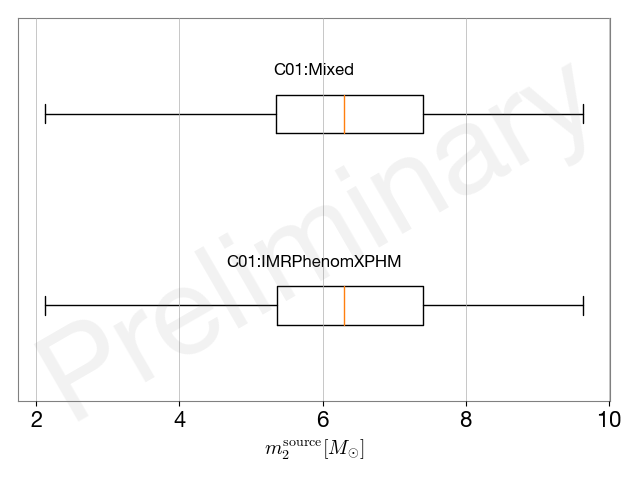 C01:Mixed
C01:IMRPhenomXPHM
Preliminary
2 4 6 8 10
m₂^source [M⊙]